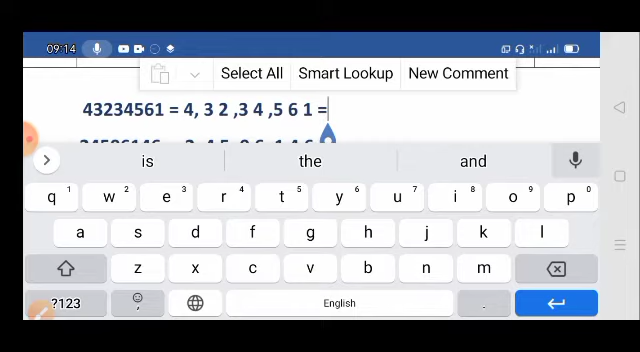 09:14
Select All Smart Lookup New Comment
43234561 = 4, 3 2 ,3 4 ,5 6 1 =
is the and
q 1 w 2 e 3 r 4 t 5 y 6 u 7 i 8 o 9 p 0
a s d f g h j k l
z x c v b n m
?123 , English .